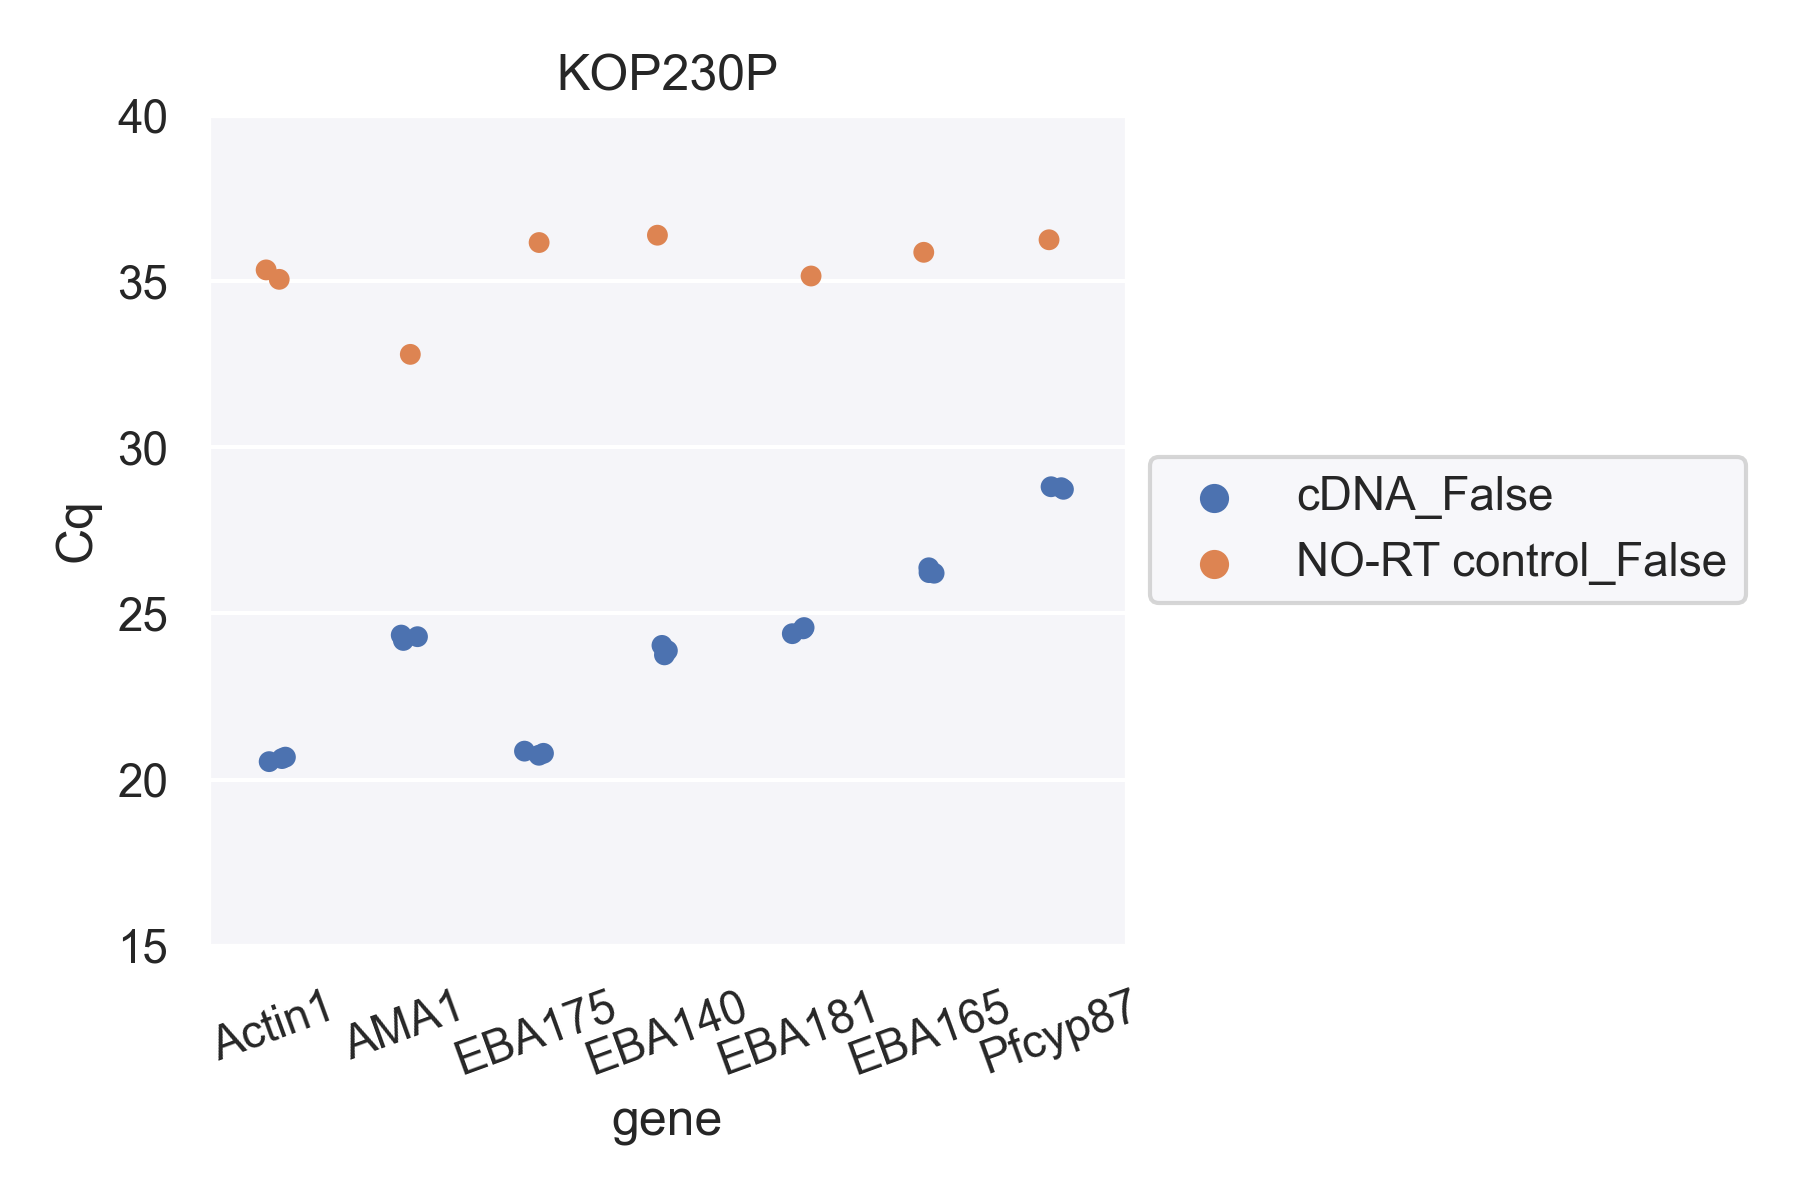 KOP230P
40
35
30
25
20
15
Cq
cDNA_False
NO-RT control_False
Actin1
AMA1
EBA175
EBA140
EBA181
EBA165
Pfcyp87
gene